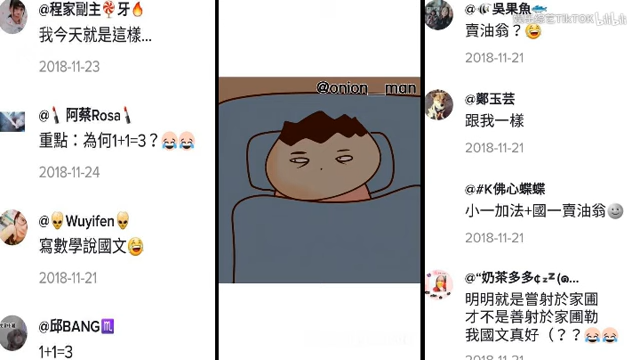 @程家副主🍭牙🔥
我今天就是這樣...
2018-11-23
@💄阿蔡Rosa💄
重點：為何1+1=3？😂😂
2018-11-24
@💀Wuyifen💀
寫數學說國文😅
2018-11-21
@邱BANG♏
1+1=3
@onion__man
吳果魚🐟
賣油翁？😅
2018-11-21
@鄭玉芸
跟我一樣
2018-11-21
@#K佛心蝶蝶
小一加法+國一賣油翁🌚
2018-11-21
@“奶茶多多¢𝓏ᶻ(๑...
明明就是嘗射於家圃
才不是善射於家圃勒
我國文真好（？？😂😂
2018-11-21
TikTOK
bilibili